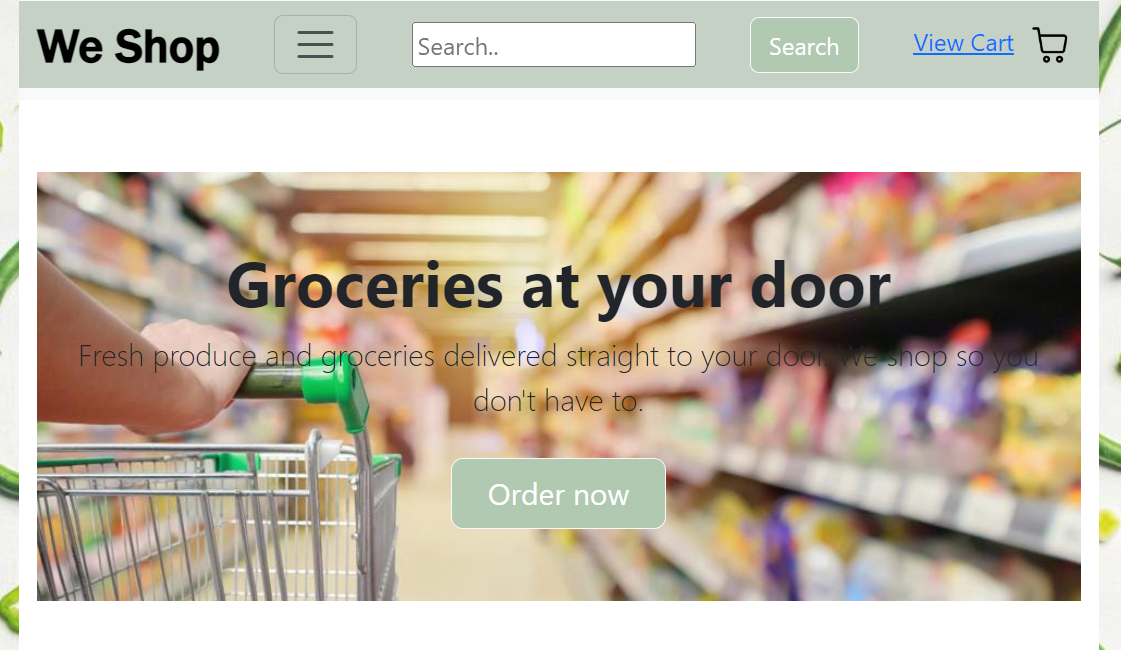 We Shop
Search..
Search
View Cart
Groceries at your door
Fresh produce and groceries delivered straight to your door. We shop so you
don't have to.
Order now